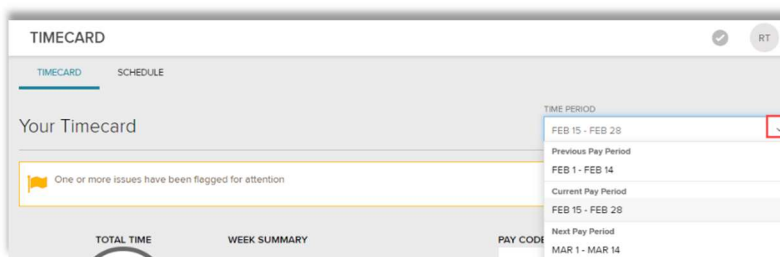 TIMECARD
RT
TIMECARD SCHEDULE
TIME PERIOD
Your Timecard
FEB 15 - FEB 28
Previous Pay Period
FEB 1 - FEB 14
One or more issues have been flagged for attention
Current Pay Period
FEB 15 - FEB 28
Next Pay Period
TOTAL TIME WEEK SUMMARY PAY CODE
MAR 1 - MAR 14